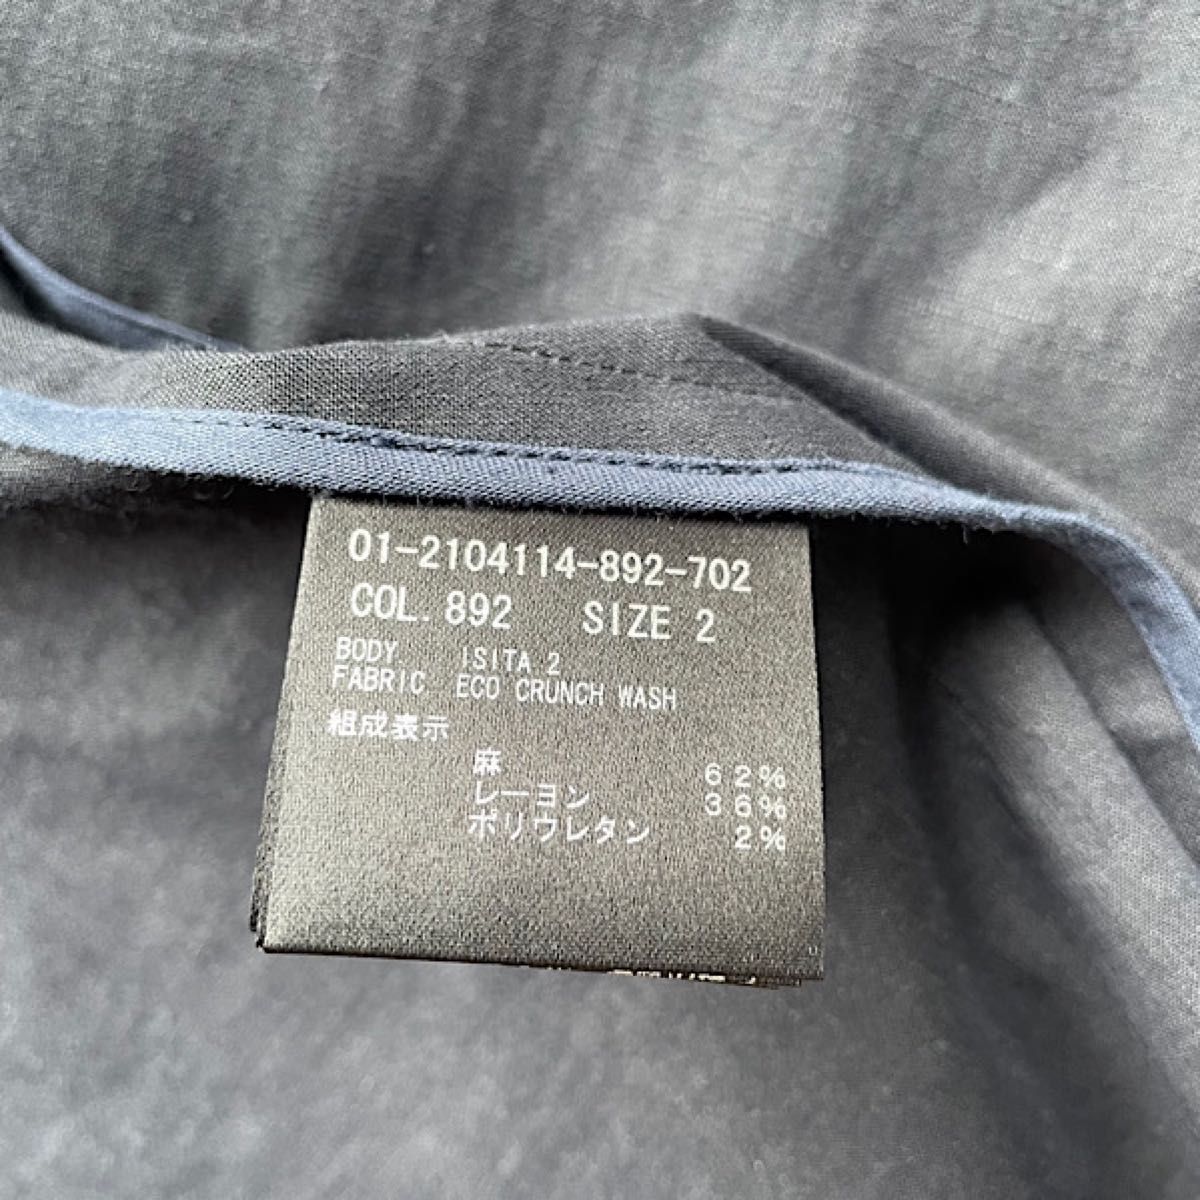 01-2104114-892-702
COL. 892 SIZE 2
BODY ISITA 2
FABRIC ECO CRUNCH WASH
組成表示
麻 62%
レーヨン 36%
ポリウレタン 2%